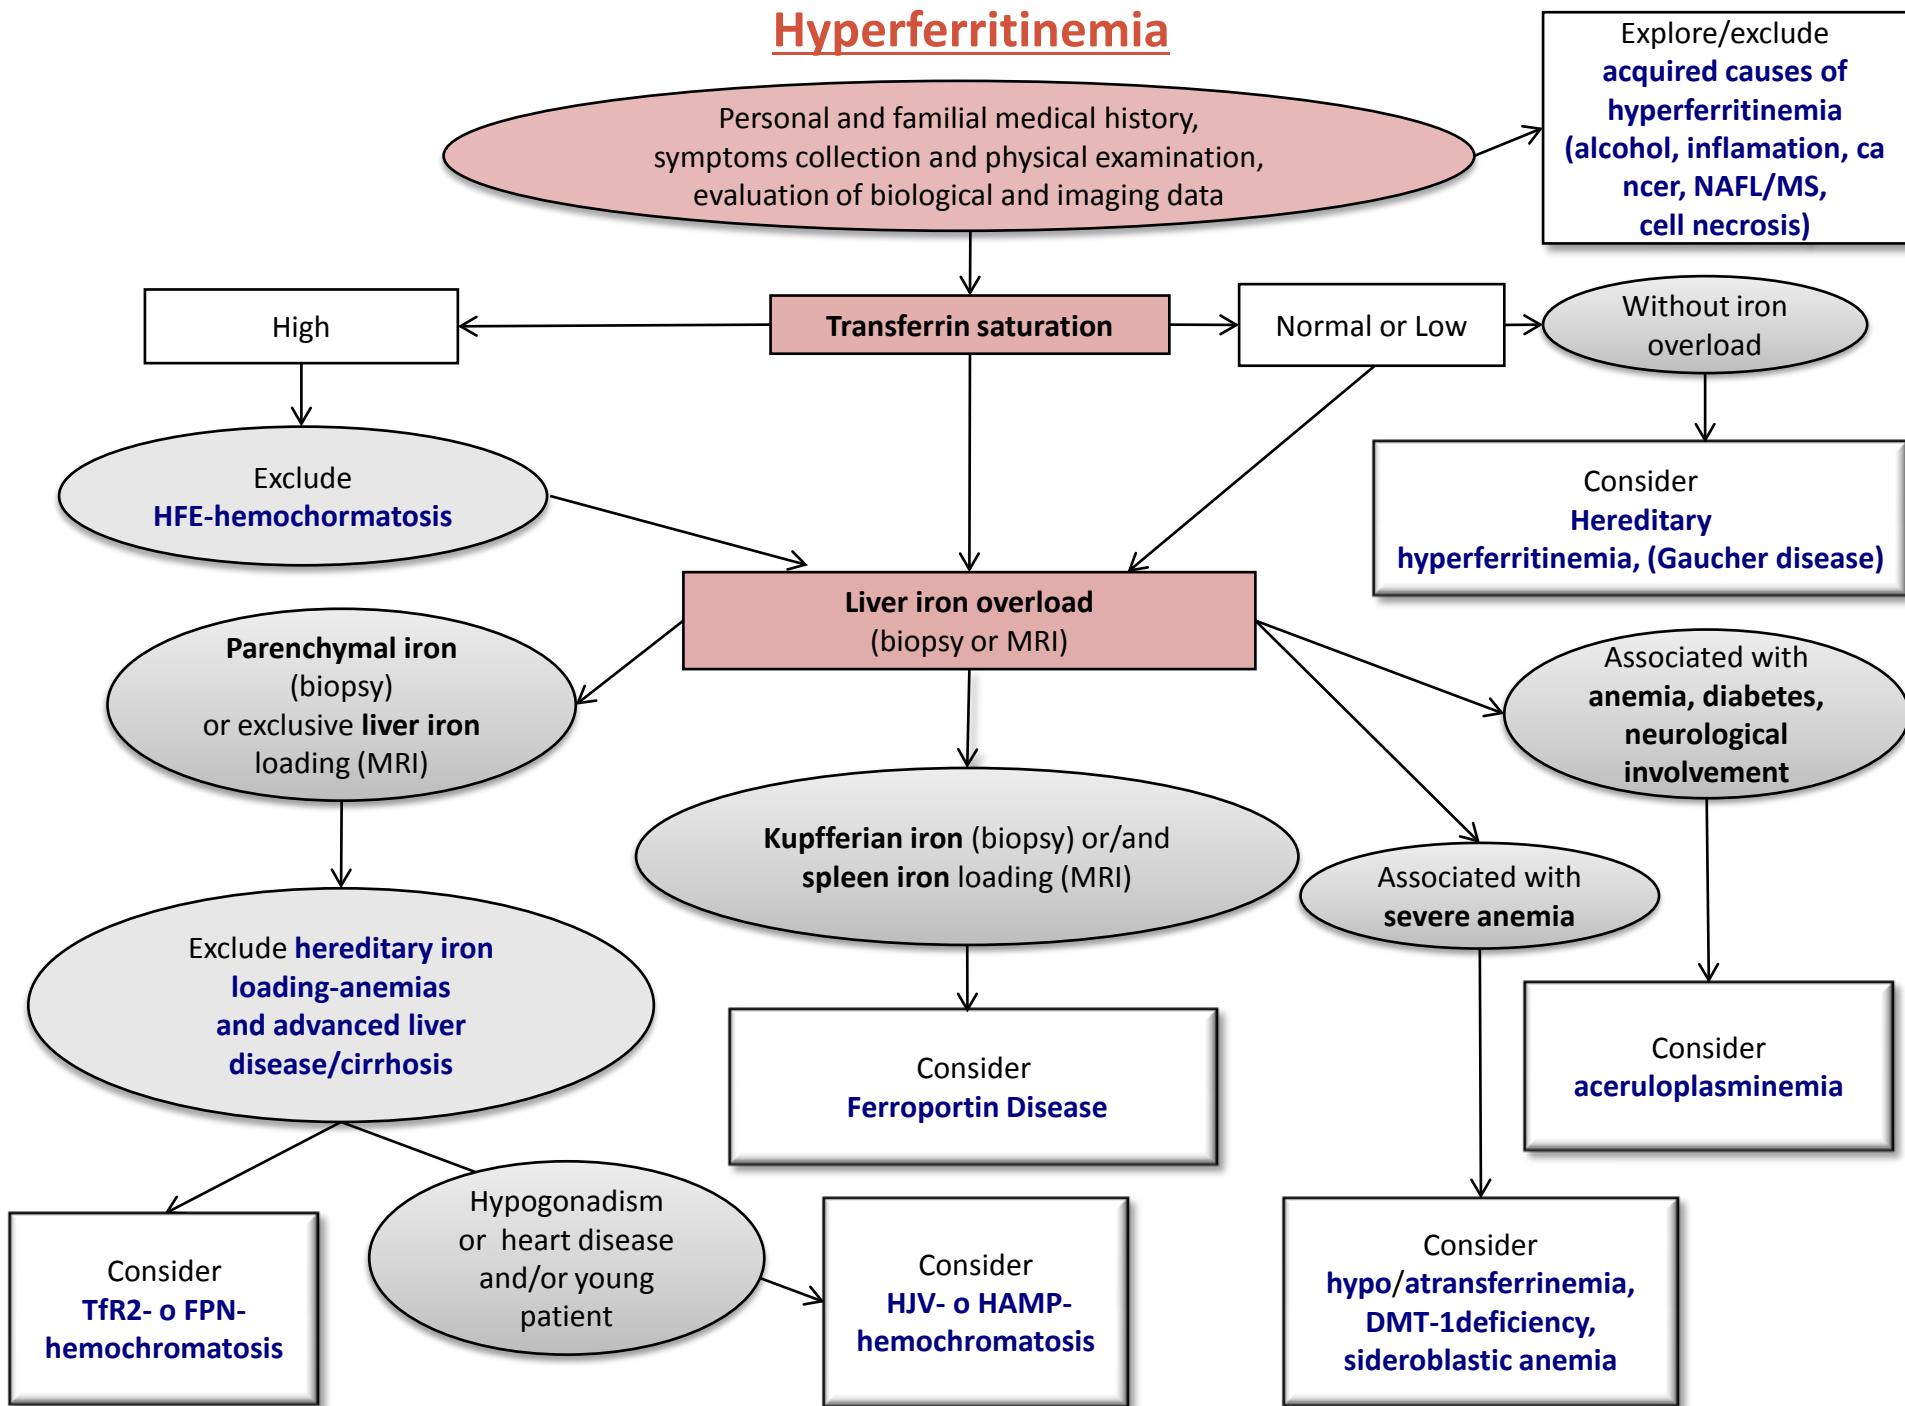 Hyperferritinemia
Personal and familial medical history,
symptoms collection and physical examination,
evaluation of biological and imaging data
Explore/exclude
acquired causes of
hyperferritinemia
(alcohol, inflamation, ca
ncer, NAFL/MS,
cell necrosis)
High
Transferrin saturation
Normal or Low
Without iron
overload
Exclude
HFE-hemochormatosis
Consider
Hereditary
hyperferritinemia, (Gaucher disease)
Liver iron overload
(biopsy or MRI)
Parenchymal iron
(biopsy)
or exclusive liver iron
loading (MRI)
Associated with
anemia, diabetes,
neurological
involvement
Kupfferian iron (biopsy) or/and
spleen iron loading (MRI)
Associated with
severe anemia
Exclude hereditary iron
loading-anemias
and advanced liver
disease/cirrhosis
Consider
Ferroportin Disease
Consider
aceruloplasminemia
Hypogonadism
or heart disease
and/or young
patient
Consider
TfR2- o FPN-
hemochromatosis
Consider
HJV- o HAMP-
hemochromatosis
Consider
hypo/atransferrinemia,
DMT-1deficiency,
sideroblastic anemia